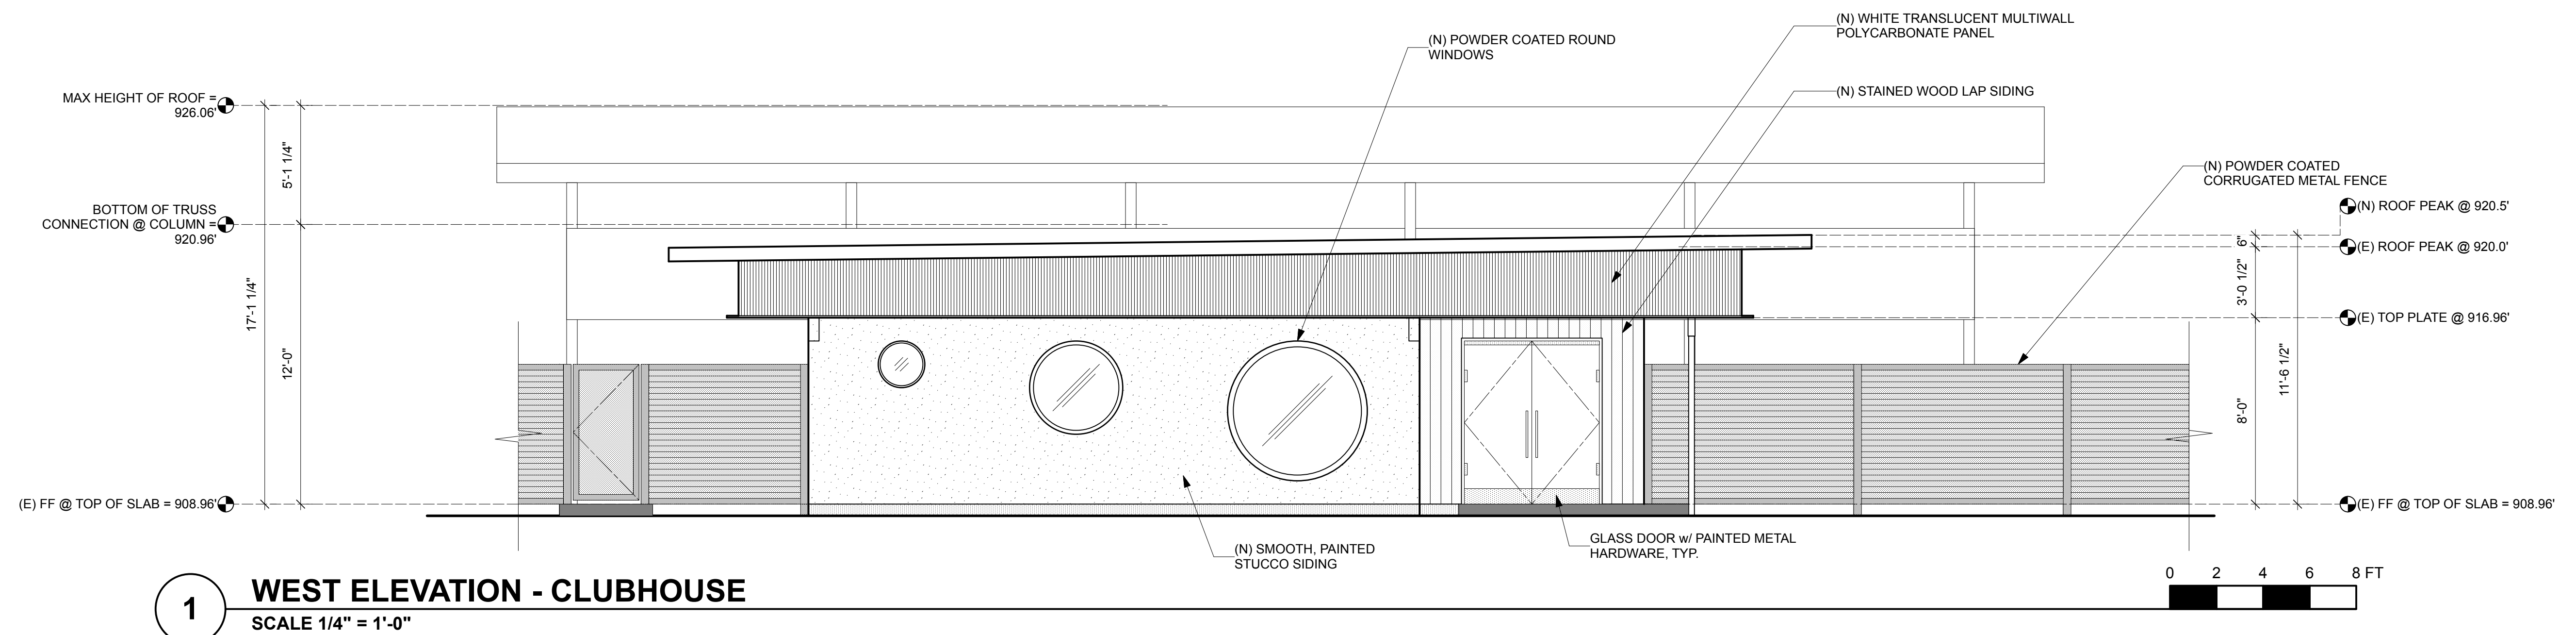 (N) WHITE TRANSLUCENT MULTIWALL
POLYCARBONATE PANEL
(N) POWDER COATED ROUND
WINDOWS
(N) STAINED WOOD LAP SIDING
MAX HEIGHT OF ROOF =
926.06'
(N) POWDER COATED
CORRUGATED METAL FENCE
BOTTOM OF TRUSS
CONNECTION @ COLUMN =
920.96'
(N) ROOF PEAK @ 920.5'
(E) ROOF PEAK @ 920.0'
(E) TOP PLATE @ 916.96'
5'-1 1/4"
17'-1 1/4"
12'-0"
6"
3'-0 1/2"
11'-6 1/2"
8'-0"
(E) FF @ TOP OF SLAB = 908.96'
(E) FF @ TOP OF SLAB = 908.96'
(N) SMOOTH, PAINTED
STUCCO SIDING
GLASS DOOR w/ PAINTED METAL
HARDWARE, TYP.
0 2 4 6 8 FT
1
WEST ELEVATION - CLUBHOUSE
SCALE 1/4" = 1'-0"